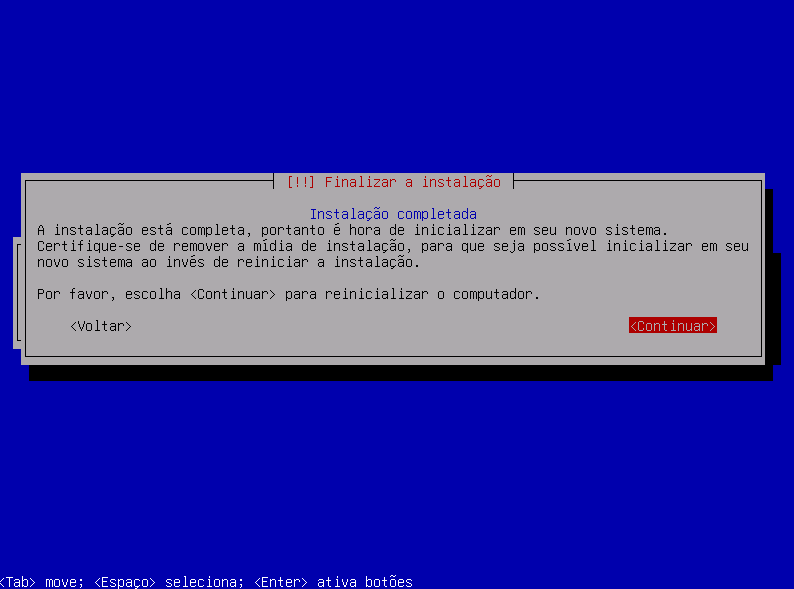 [!!] Finalizar a instalação
Instalação completada
A instalação está completa, portanto é hora de inicializar em seu novo sistema.
Certifique-se de remover a mídia de instalação, para que seja possível inicializar em seu
novo sistema ao invés de reiniciar a instalação.
Por favor, escolha <Continuar> para reinicializar o computador.
<Voltar> <Continuar>
<Tab> move; <Espaço> seleciona; <Enter> ativa botões